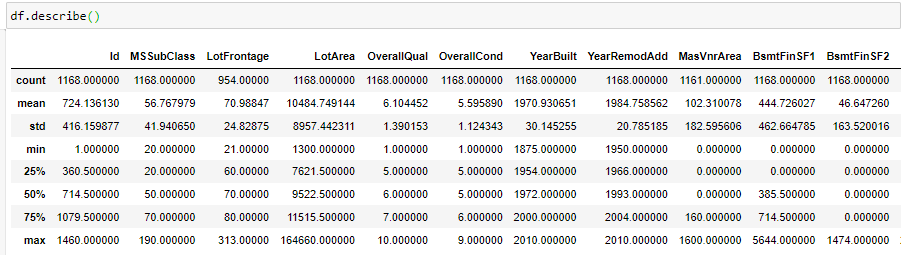 df.describe()
Id MSSubClass LotFrontage LotArea OverallQual OverallCond YearBuilt YearRemodAdd MasVnrArea BsmtFinSF1 BsmtFinSF2
count 1168.000000 1168.000000 954.00000 1168.000000 1168.000000 1168.000000 1168.000000 1168.000000 1161.000000 1168.000000 1168.000000
mean 724.136130 56.767979 70.98847 10484.749144 6.104452 5.595890 1970.930651 1984.758562 102.310078 444.726027 46.647260
std 416.159877 41.940650 24.82875 8957.442311 1.390153 1.124343 30.145255 20.785185 182.595606 462.664785 163.520016
min 1.000000 20.000000 21.00000 1300.000000 1.000000 1.000000 1875.000000 1950.000000 0.000000 0.000000 0.000000
25% 360.500000 20.000000 60.00000 7621.500000 5.000000 5.000000 1954.000000 1966.000000 0.000000 0.000000 0.000000
50% 714.500000 50.000000 70.00000 9522.500000 6.000000 5.000000 1972.000000 1993.000000 0.000000 385.500000 0.000000
75% 1079.500000 70.000000 80.00000 11515.500000 7.000000 6.000000 2000.000000 2004.000000 160.000000 714.500000 0.000000
max 1460.000000 190.000000 313.00000 164660.000000 10.000000 9.000000 2010.000000 2010.000000 1600.000000 5644.000000 1474.000000